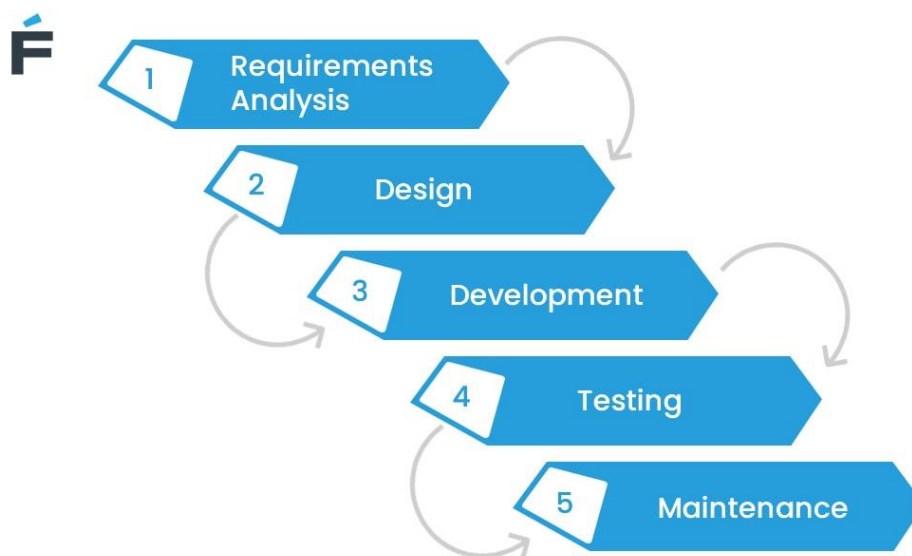 É
1
Requirements
Analysis
2
Design
3
Development
4
Testing
5
Maintenance